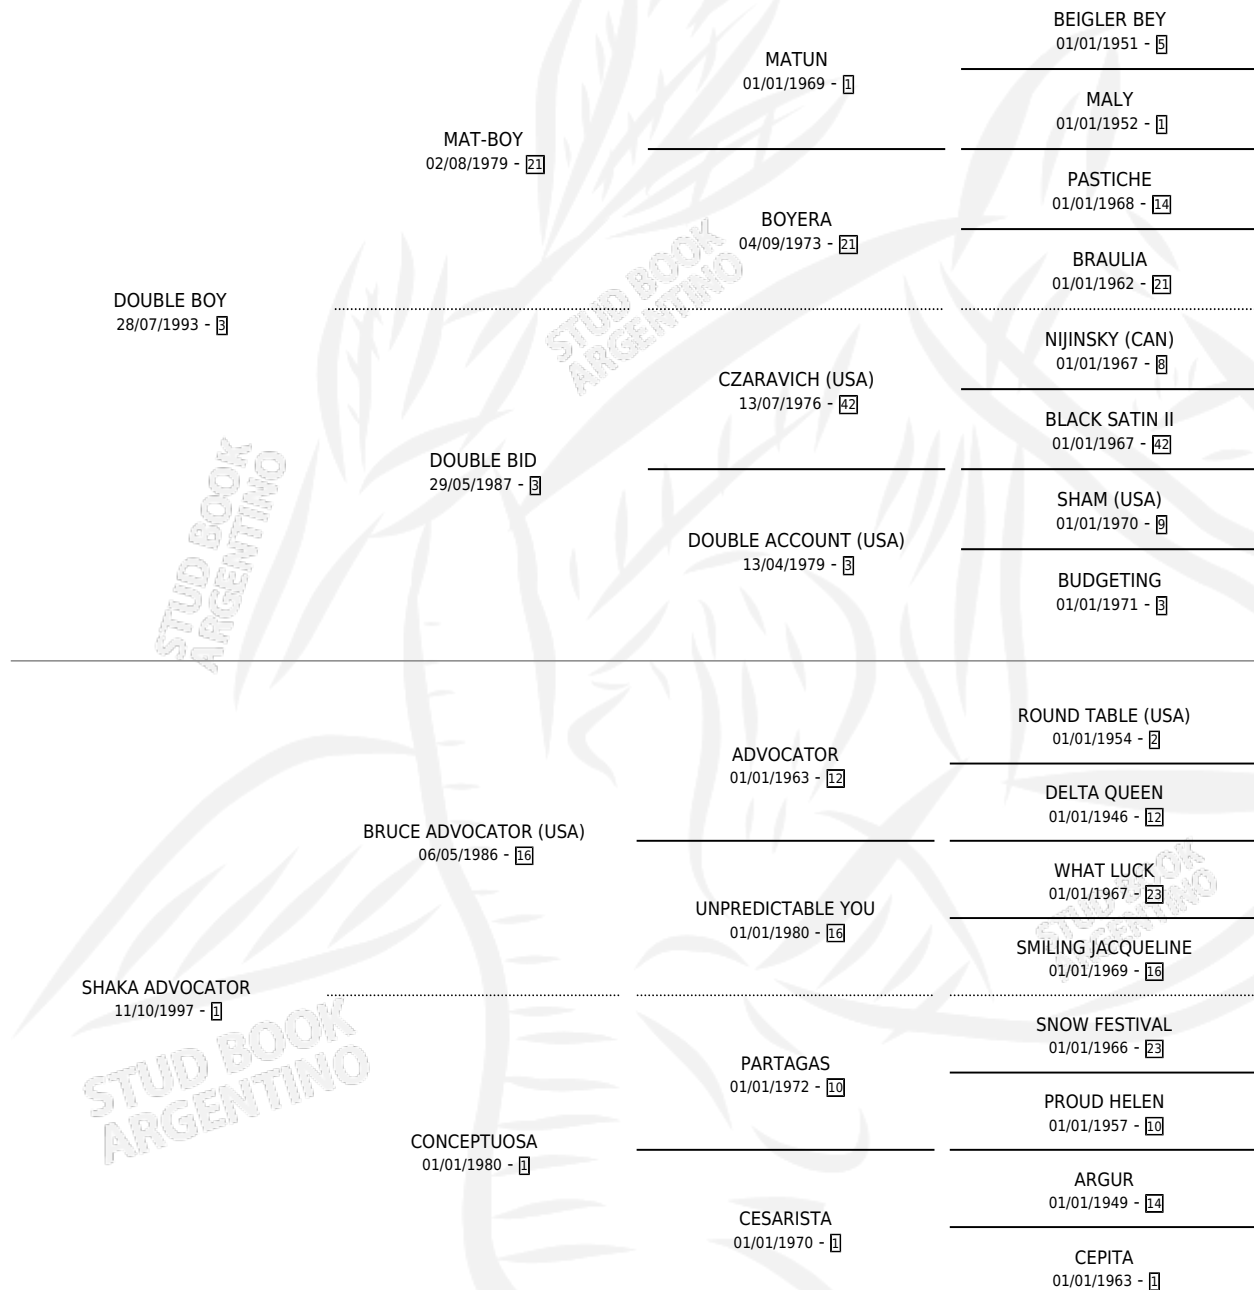 BEIGLER BEY
01/01/1951 - 5
MATUN
01/01/1969 - 1
MALY
01/01/1952 - 1
MAT-BOY
02/08/1979 - 21
PASTICHE
01/01/1968 - 14
BOYERA
04/09/1973 - 21
BRAULIA
01/01/1962 - 21
DOUBLE BOY
28/07/1993 - 3
NIJINSKY (CAN)
01/01/1967 - 8
CZARAVICH (USA)
13/07/1976 - 42
BLACK SATIN II
01/01/1967 - 42
DOUBLE BID
29/05/1987 - 3
SHAM (USA)
01/01/1970 - 9
DOUBLE ACCOUNT (USA)
13/04/1979 - 3
BUDGETING
01/01/1971 - 3
ROUND TABLE (USA)
01/01/1954 - 2
ADVOCATOR
01/01/1963 - 12
DELTA QUEEN
01/01/1946 - 12
BRUCE ADVOCATOR (USA)
06/05/1986 - 16
WHAT LUCK
01/01/1967 - 23
UNPREDICTABLE YOU
01/01/1980 - 16
SMILING JACQUELINE
01/01/1969 - 16
SHAKA ADVOCATOR
11/10/1997 - 1
SNOW FESTIVAL
01/01/1966 - 23
PARTAGAS
01/01/1972 - 10
PROUD HELEN
01/01/1957 - 10
CONCEPTUOSA
01/01/1980 - 1
ARGUR
01/01/1949 - 14
CESARISTA
01/01/1970 - 1
CEPITA
01/01/1963 - 1
STUD BOOK
ARGENTINO
STUD BOOK
ARGENTINO
STUD BOOK
ARGENTINO
STUD BOOK
ARGENTINO